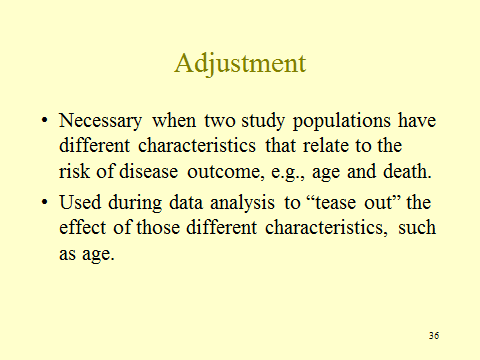 Adjustment
• Necessary when two study populations have
different characteristics that relate to the
risk of disease outcome, e.g., age and death.
• Used during data analysis to “tease out” the
effect of those different characteristics, such
as age.
36